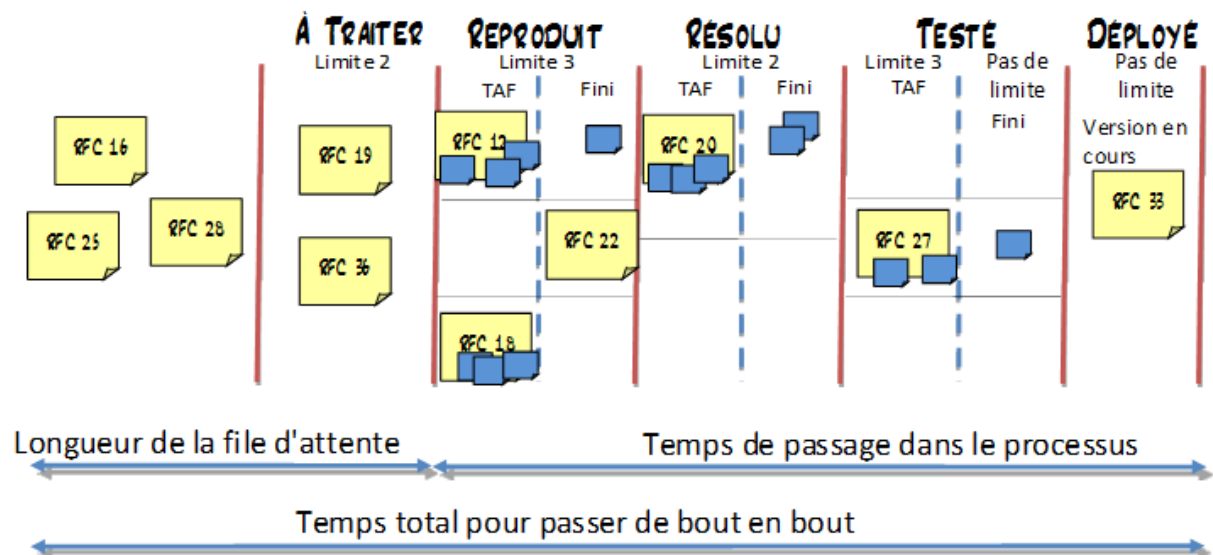 À TRAITER
Limite 2
REPRODUIT
Limite 3
TAF
Fini
RÉSOLU
Limite 2
TAF
Fini
TESTÉ
Limite 3
TAF
Pas de
limite
Fini
DÉPLOYÉ
Pas de
limite
Version en
cours
RFC 16
RFC 25
RFC 28
RFC 19
RFC 36
RFC 12
RFC 22
RFC 18
RFC 20
RFC 27
RFC 33
Longueur de la file d'attente
Temps de passage dans le processus
Temps total pour passer de bout en bout